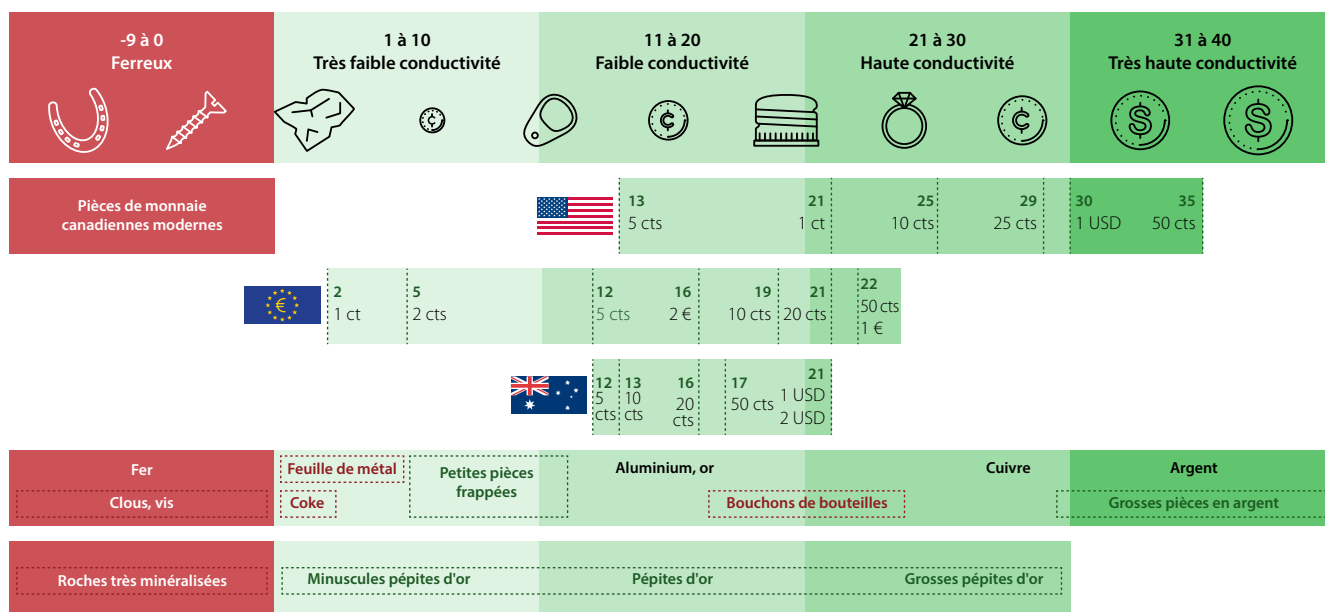 -9 à 0
Ferreux
1 à 10
Très faible conductivité
11 à 20
Faible conductivité
21 à 30
Haute conductivité
31 à 40
Très haute conductivité
¢
¢
¢
$
$
Pièces de monnaie
canadiennes modernes
13
5 cts
21
1 ct
25
10 cts
29
25 cts
30
1 USD
35
50 cts
€
2
1 ct
5
2 cts
12
5 cts
16
2 €
19
10 cts
21
20 cts
22
50 cts
1 €
12
5
cts
13
10
cts
16
20
cts
17
50 cts
21
1 USD
2 USD
Fer
Clous, vis
Feuille de métal
Coke
Petites pièces
frappées
Aluminium, or
Bouchons de bouteilles
Cuivre
Argent
Grosses pièces en argent
Roches très minéralisées
Minuscules pépites d'or
Pépites d'or
Grosses pépites d'or